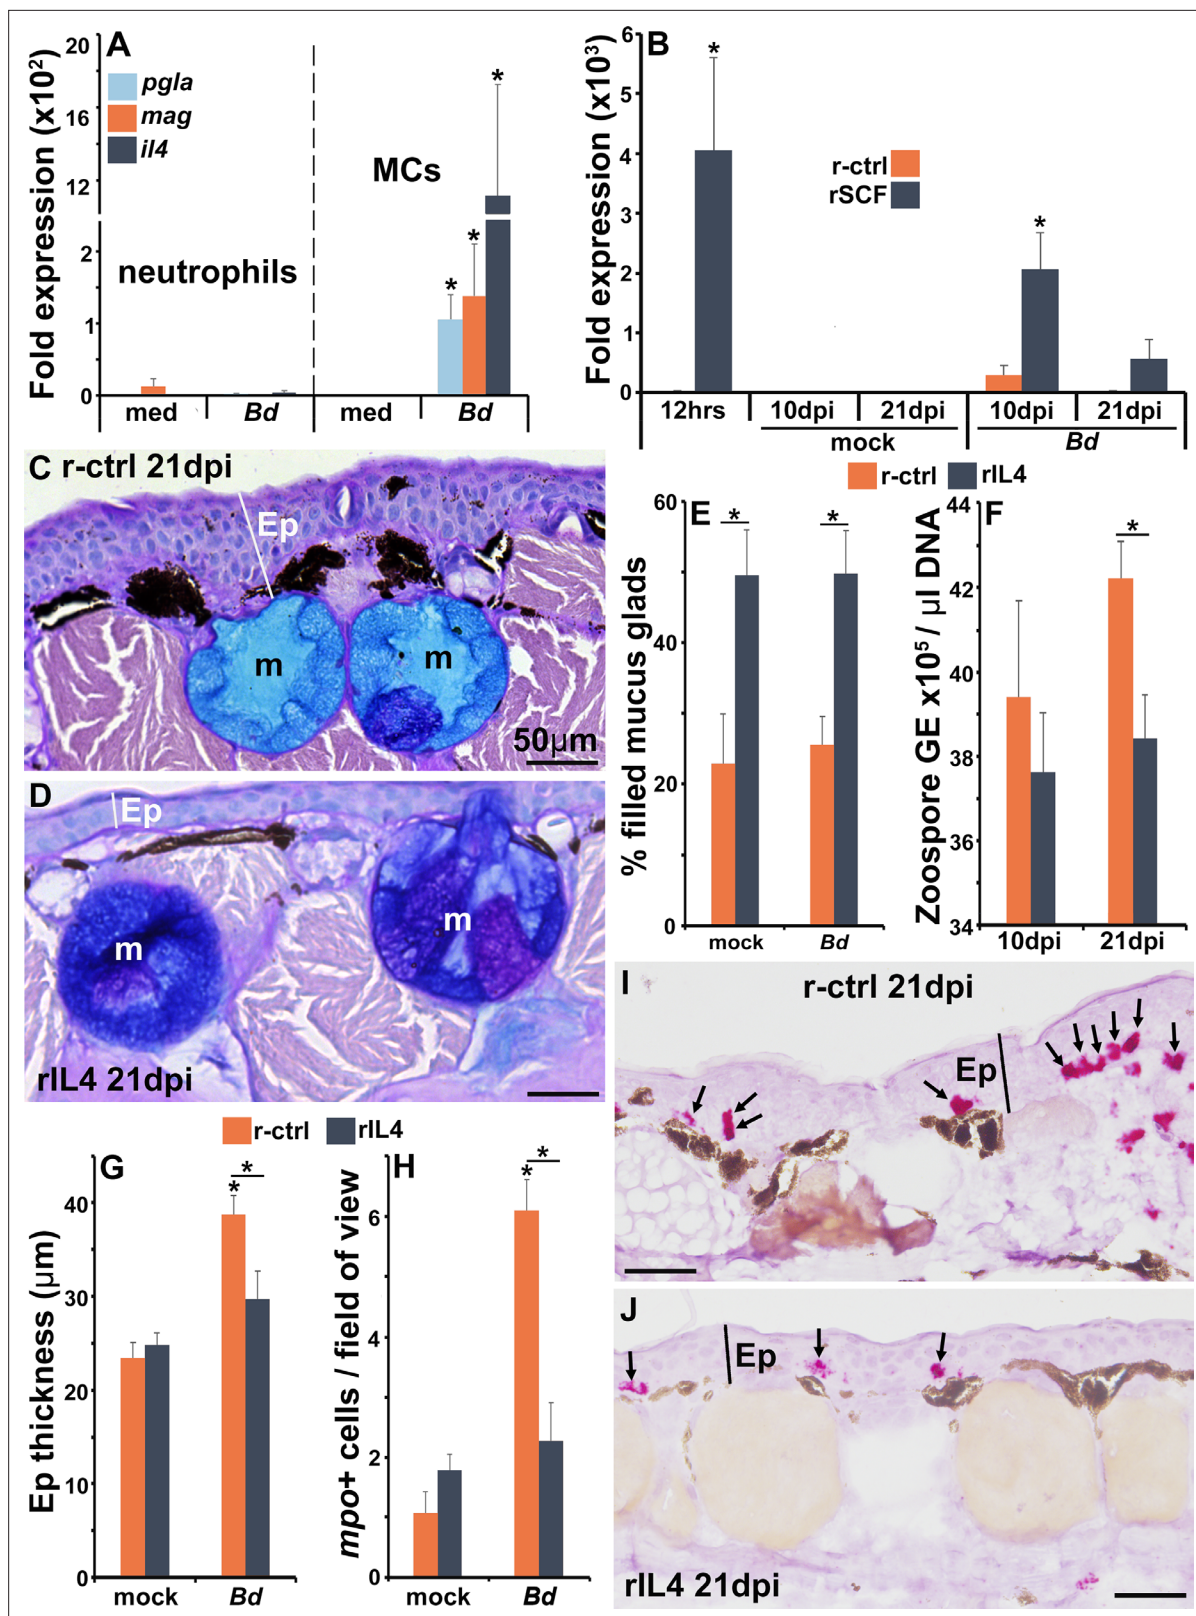 A
pgla
mag
il4
Fold expression (x10²)
20
16
12
2
1
0
neutrophils
MCs
*
*
*
med
Bd
med
Bd
B
r-ctrl
rSCF
Fold expression (x10³)
6
5
4
3
2
1
0
*
*
12hrs
10dpi
21dpi
10dpi
21dpi
mock
Bd
C r-ctrl 21dpi
Ep
m
m
50µm
D
Ep
m
m
rIL4 21dpi
r-ctrl
rIL4
E
% filled mucus glads
60
40
20
0
*
*
mock
Bd
F
Zoospore GE x10⁵ / µl DNA
44
42
40
38
36
34
*
10dpi
21dpi
r-ctrl
rIL4
G
Ep thickness (µm)
40
30
20
10
0
*
*
mock
Bd
H
mpo+ cells / field of view
6
4
2
0
*
*
mock
Bd
I
r-ctrl 21dpi
Ep
J
Ep
rIL4 21dpi